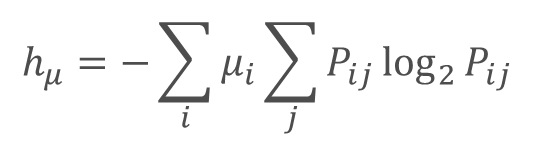 h_μ = − ∑_i μ_i ∑_j P_ij log_2 P_ij